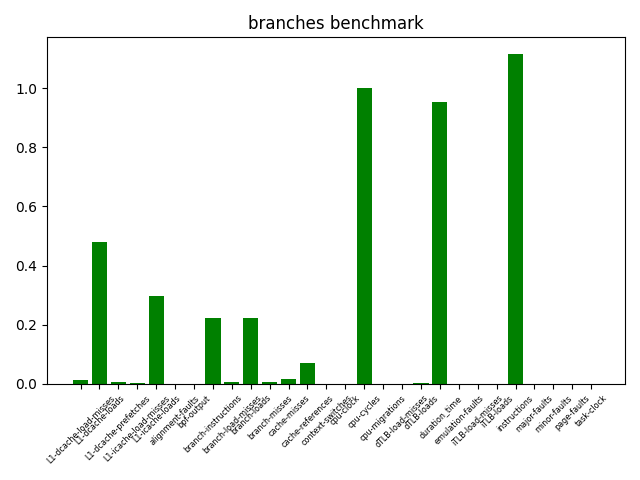 branches benchmark
1.0
0.8
0.6
0.4
0.2
0.0
L1-dcache-load-misses
L1-dcache-loads
L1-dcache-prefetches
L1-icache-load-misses
L1-icache-loads
alignment-faults
bpf-output
branch-instructions
branch-load-misses
branch-loads
branch-misses
cache-misses
cache-references
context-switches
cpu-clock
cpu-cycles
cpu-migrations
dTLB-load-misses
dTLB-loads
duration_time
emulation-faults
iTLB-load-misses
iTLB-loads
instructions
major-faults
minor-faults
page-faults
task-clock